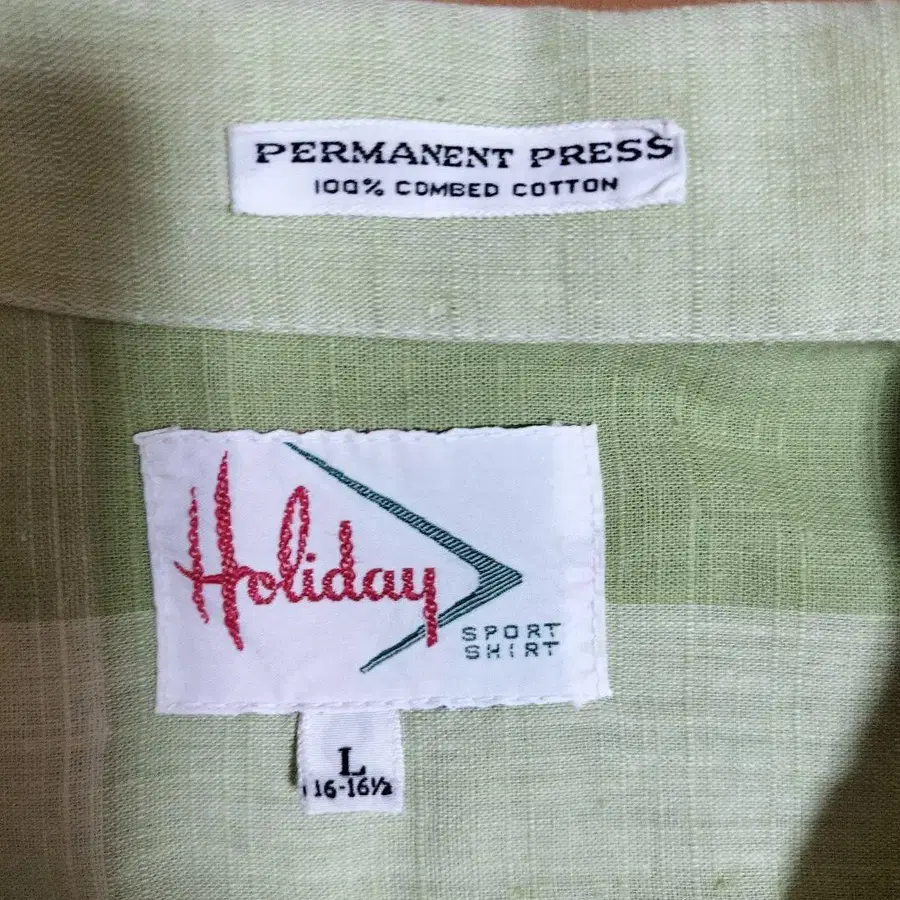 PERMANENT PRESS
100% COMBED COTTON
Holiday
SPORT
SHIRT
L
16-16½